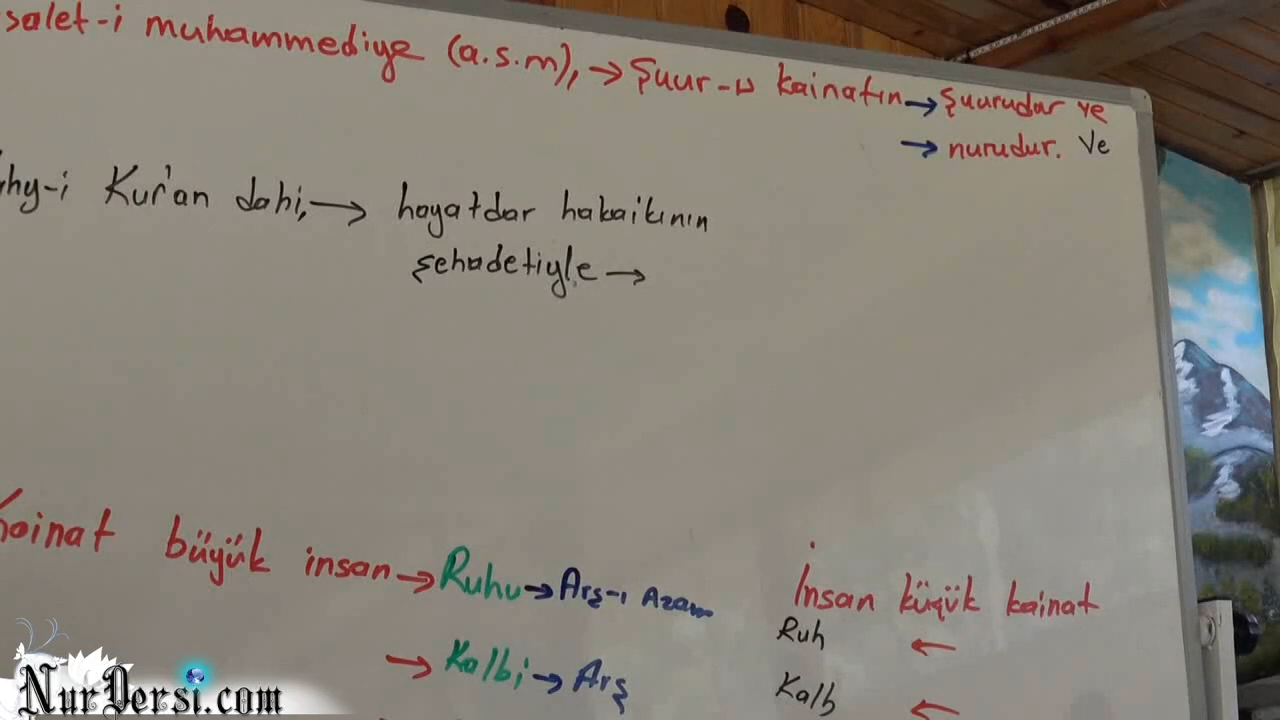 salet-i muhammediye (a.s.m), → Şuur-u kainatın → şuurudur ve
→ nurudur. Ve
hy-i Kur'an dahi, → hayatdar hakaikının
şehadetiyle →
Kainat büyük insan → Ruhu → Arş-ı Azam
→ Kalbi → Arş
İnsan küçük kainat
Ruh ←
Kalb ←
NurDersi.com